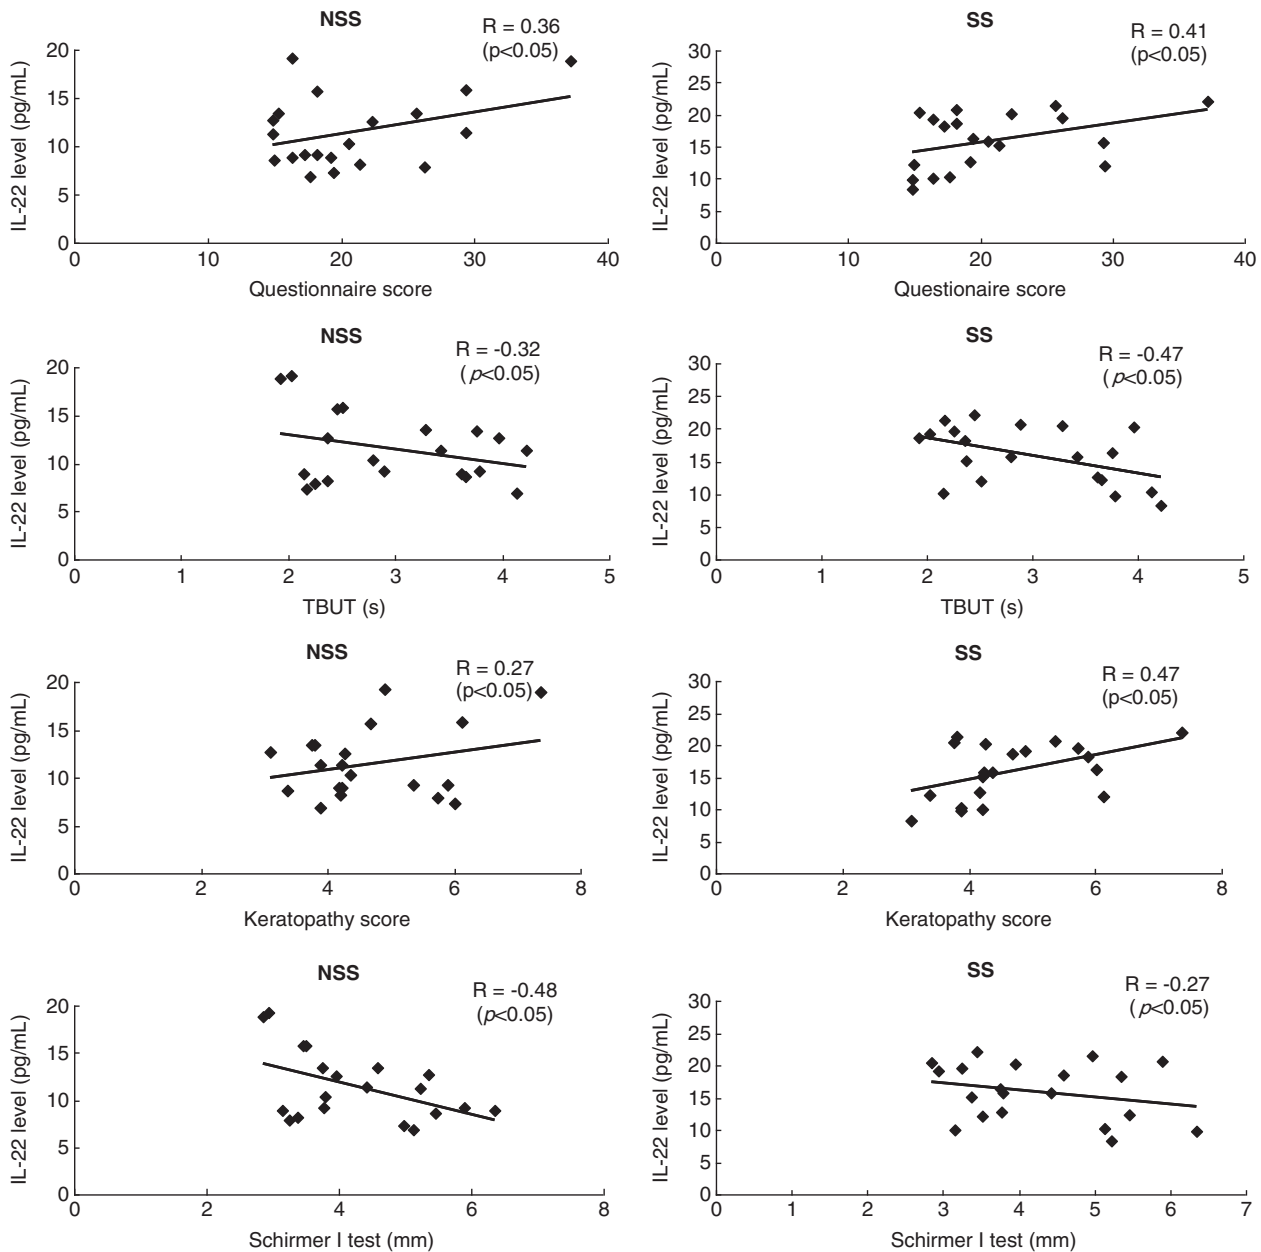 NSS
R = 0.36
(p<0.05)
IL-22 level (pg/mL)
20
15
10
5
0
0 10 20 30 40
Questionnaire score
SS
R = 0.41
(p<0.05)
IL-22 level (pg/mL)
30
25
20
15
10
5
0
0 10 20 30 40
Questionaire score
NSS
R = -0.32
(p<0.05)
IL-22 level (pg/mL)
20
15
10
5
0
0 1 2 3 4 5
TBUT (s)
SS
R = -0.47
(p<0.05)
IL-22 level (pg/mL)
30
25
20
15
10
5
0
0 1 2 3 4 5
TBUT (s)
NSS
R = 0.27
(p<0.05)
IL-22 level (pg/mL)
20
15
10
5
0
0 2 4 6 8
Keratopathy score
SS
R = 0.47
(p<0.05)
IL-22 level (pg/mL)
30
25
20
15
10
5
0
0 2 4 6 8
Keratopathy score
NSS
R = -0.48
(p<0.05)
IL-22 level (pg/mL)
20
15
10
5
0
0 2 4 6 8
Schirmer I test (mm)
SS
R = -0.27
(p<0.05)
IL-22 level (pg/mL)
30
25
20
15
10
5
0
0 1 2 3 4 5 6 7
Schirmer I test (mm)